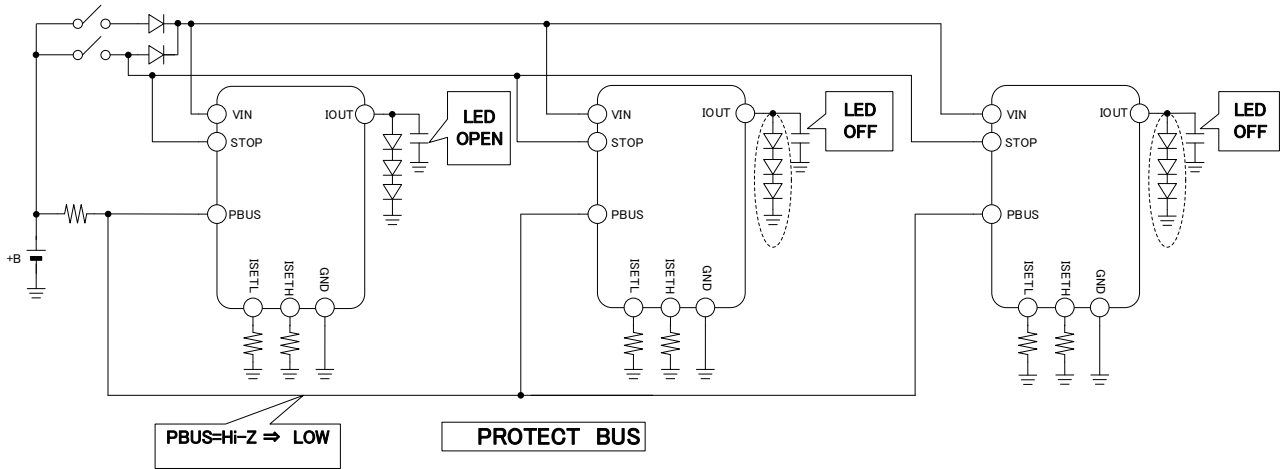 VIN
STOP
IOUT
LED
OPEN
PBUS
ISETL
ISETH
GND
VIN
STOP
IOUT
LED
OFF
PBUS
ISETL
ISETH
GND
VIN
STOP
IOUT
LED
OFF
PBUS
ISETL
ISETH
GND
+B
PBUS=Hi-Z ⇒ LOW
PROTECT BUS